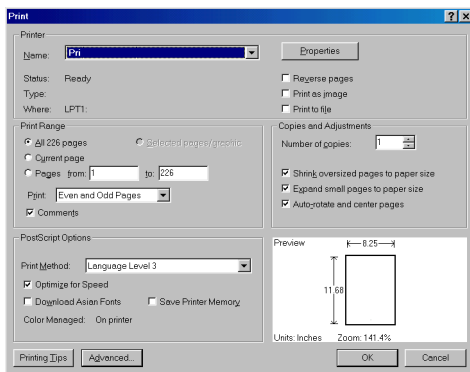 Print
Printer
Name: Pri
Properties
Status: Ready
Type:
Where: LPT1:
Reverse pages
Print as image
Print to file
Print Range
All 226 pages
Selected pages/graphic
Current page
Pages from: 1 to: 226
Print: Even and Odd Pages
Comments
Copies and Adjustments
Number of copies: 1
Shrink oversized pages to paper size
Expand small pages to paper size
Auto-rotate and center pages
PostScript Options
Print Method: Language Level 3
Optimize for Speed
Download Asian Fonts
Save Printer Memory
Color Managed: On printer
Preview
8.25
11.68
Units: Inches Zoom: 141.4%
Printing Tips
Advanced...
OK
Cancel